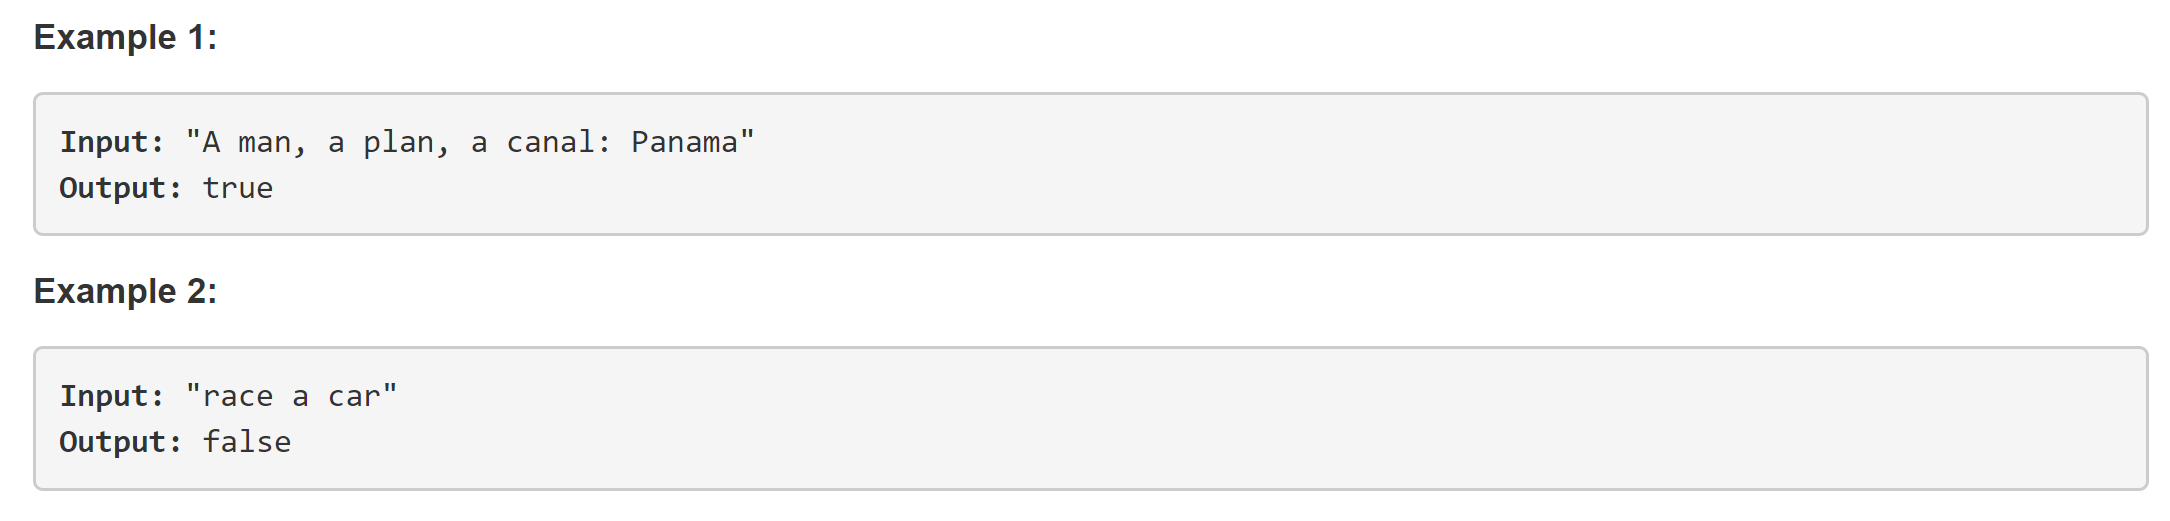 Example 1:
Input: "A man, a plan, a canal: Panama"
Output: true
Example 2:
Input: "race a car"
Output: false